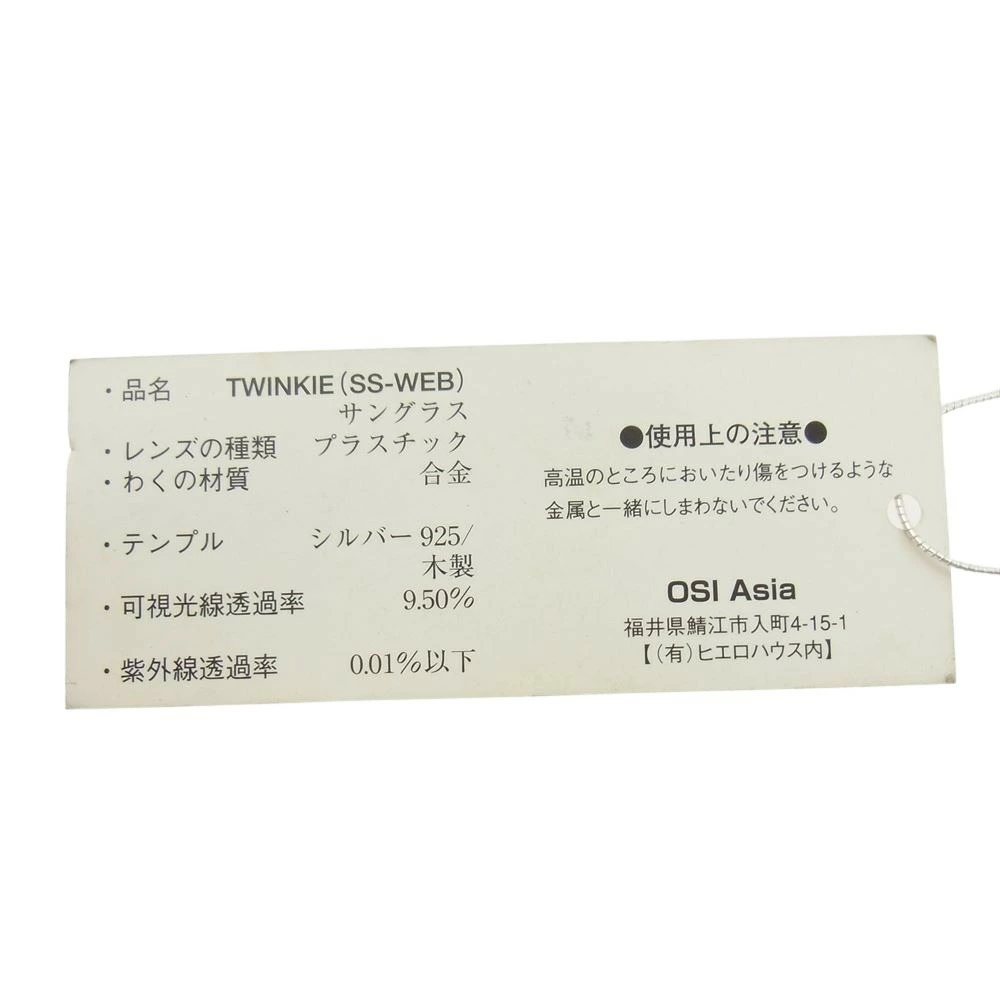 ・品名 TWINKIE(SS-WEB)
サングラス
・レンズの種類 プラスチック
・わくの材質 合金
・テンプル シルバー925/
木製
・可視光線透過率 9.50%
・紫外線透過率 0.01%以下
●使用上の注意●
高温のところにおいたり傷をつけるような
金属と一緒にしまわないでください。
OSI Asia
福井県鯖江市入町4-15-1
【(有)ヒエロハウス内】